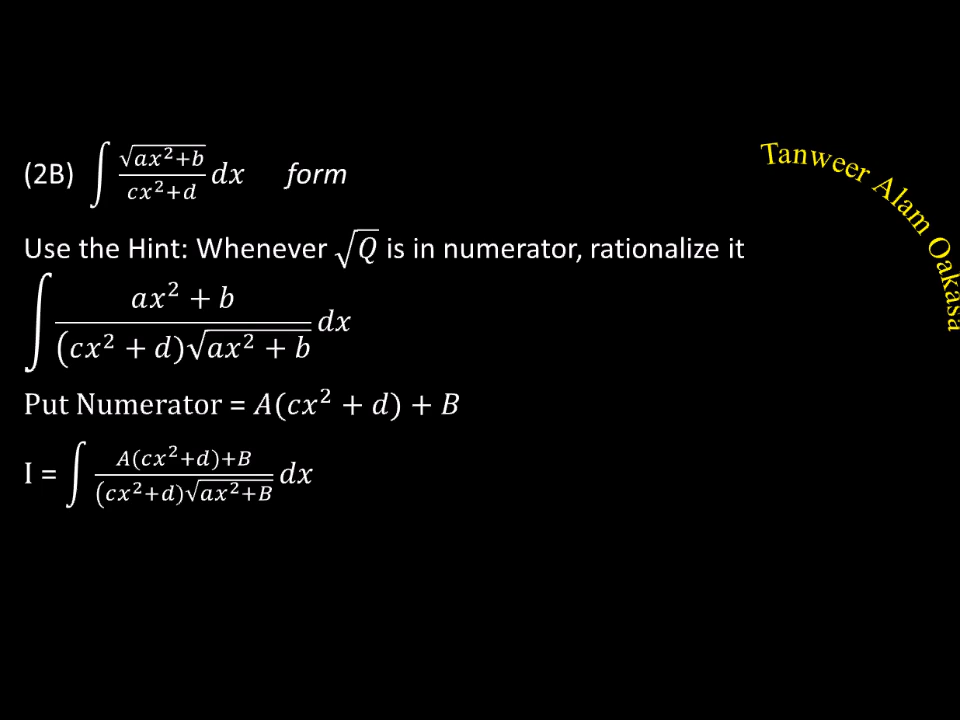 (2B) ∫ √(ax²+b) / (cx²+d) dx form
Use the Hint: Whenever √Q is in numerator, rationalize it
∫ (ax² + b) / ((cx² + d)√(ax² + b)) dx
Put Numerator = A(cx² + d) + B
I = ∫ (A(cx²+d)+B) / ((cx²+d)√(ax²+B)) dx
Tanweer Alam Oakasa